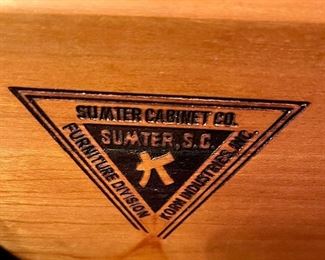 SUMTER CABINET CO.
SUMTER, S.C.
FURNITURE DIVISION
KORN INDUSTRIES, INC.